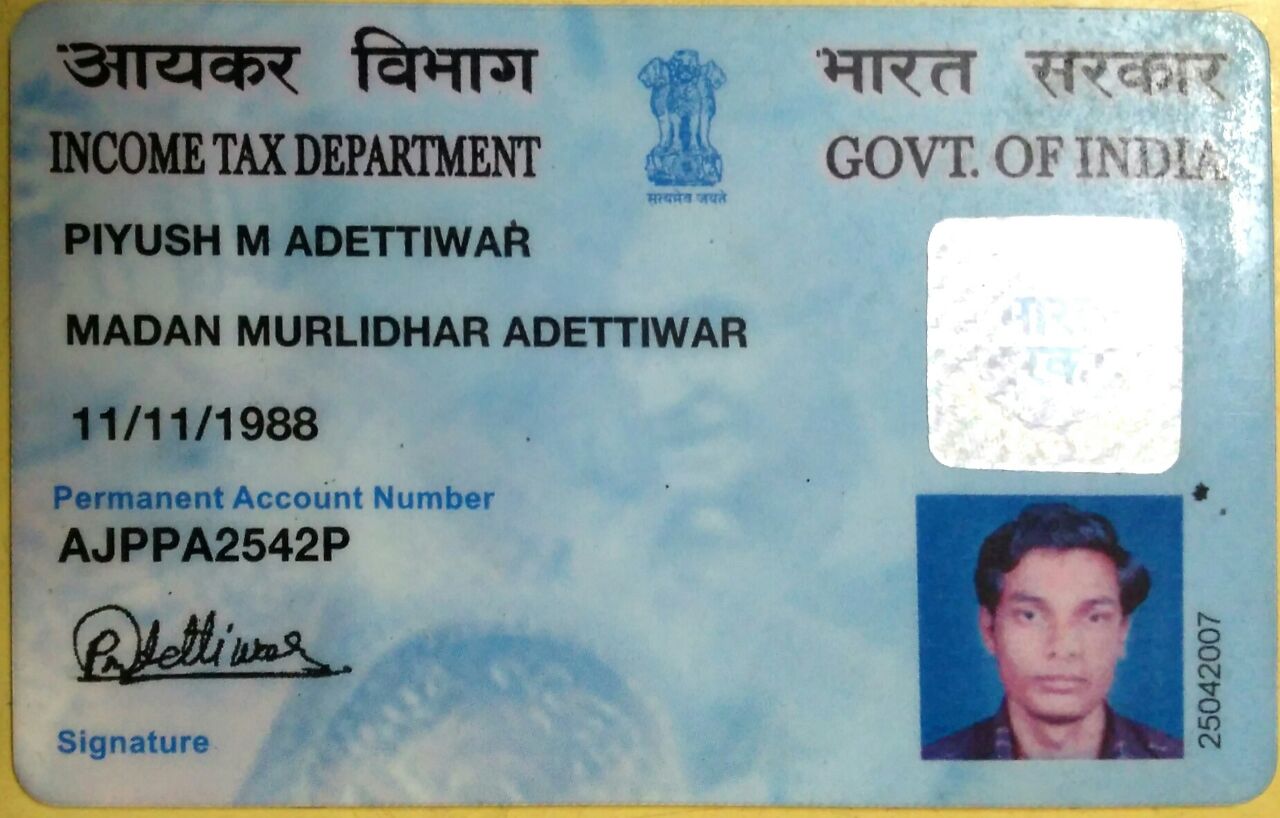 आयकर विभाग
भारत सरकार
INCOME TAX DEPARTMENT
GOVT. OF INDIA
सत्यमेव जयते
PIYUSH M ADETTIWAR
MADAN MURLIDHAR ADETTIWAR
11/11/1988
Permanent Account Number
AJPPA2542P
Signature
25042007